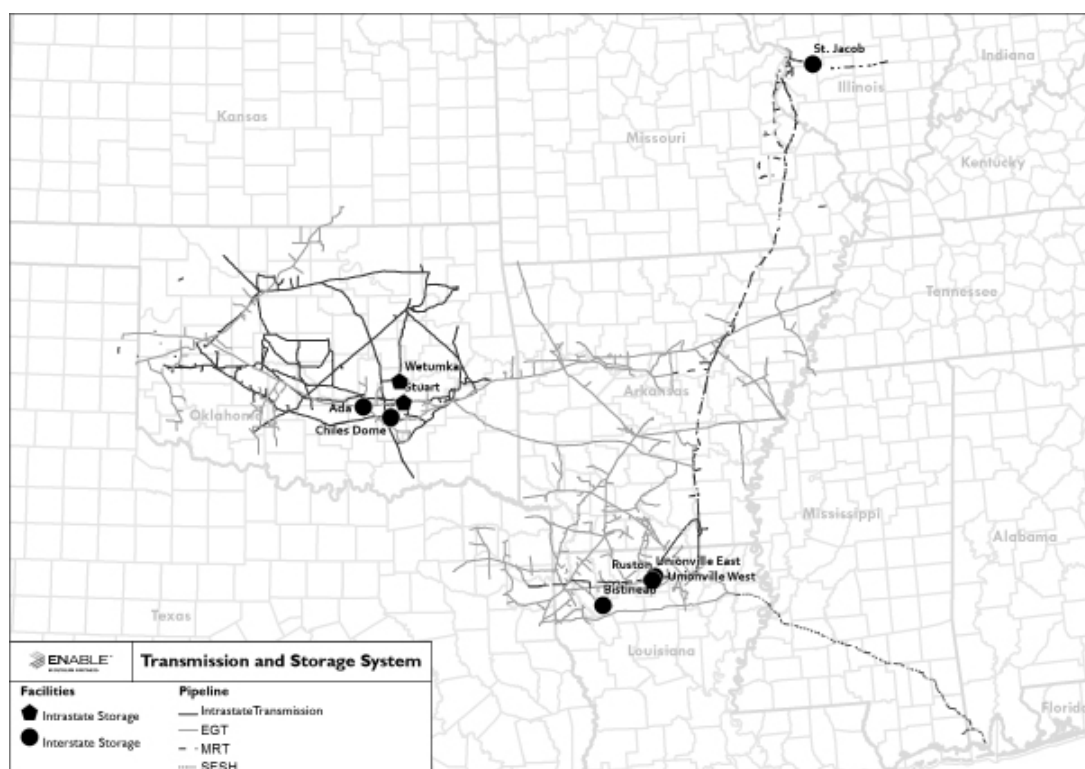 St. Jacob
Indiana
Illinois
Kansas
Missouri
Kentucky
Tennessee
Wetumka
Stuart
Arkansas
Ada
Oklahoma
Chiles Dome
Mississippi
Alabama
Unionville East
Ruston
Unionville West
Bistineau
Texas
Louisiana
ENABLE
Transmission and Storage System
Facilities
Pipeline
Intrastate Storage
IntrastateTransmission
EGT
Interstate Storage
MRT
SESH
Florida